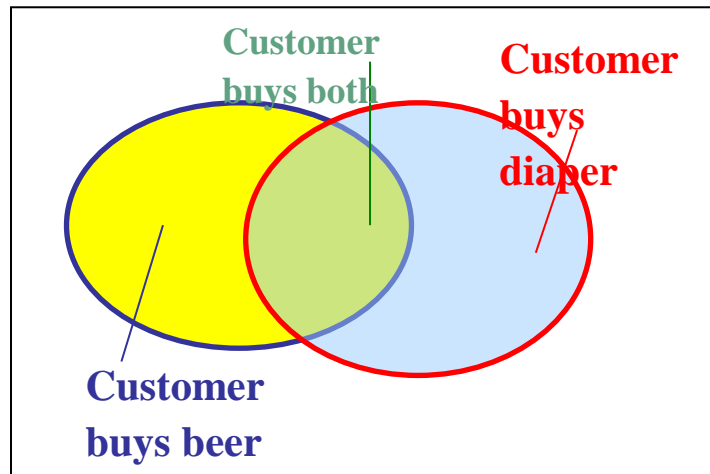 Customer
buys both
Customer
buys
diaper
Customer
buys beer